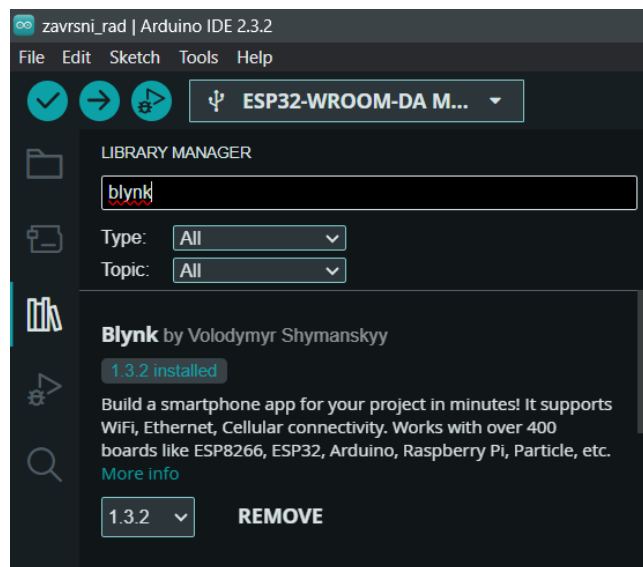 zavrsni_rad | Arduino IDE 2.3.2
File Edit Sketch Tools Help
ESP32-WROOM-DA M...
LIBRARY MANAGER
blynk
Type: All
Topic: All
Blynk by Volodymyr Shymanskyy
1.3.2 installed
Build a smartphone app for your project in minutes! It supports
WiFi, Ethernet, Cellular connectivity. Works with over 400
boards like ESP8266, ESP32, Arduino, Raspberry Pi, Particle, etc.
More info
1.3.2 REMOVE